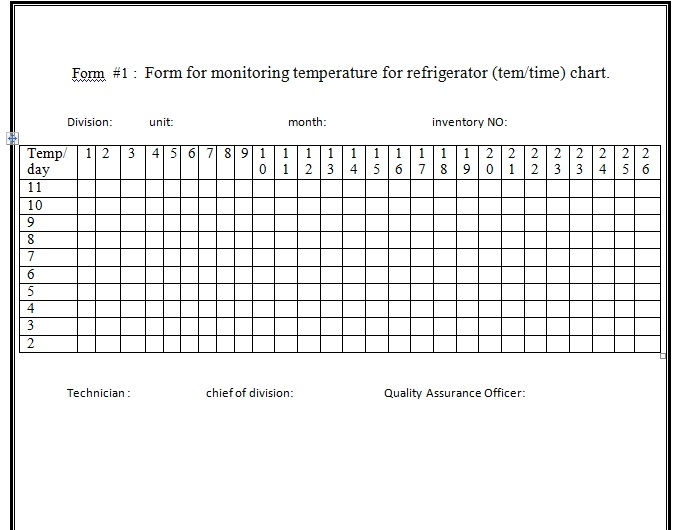 Form #1 : Form for monitoring temperature for refrigerator (tem/time) chart.
Division: unit: month: inventory NO:
Temp/day 1 2 3 4 5 6 7 8 9 10 11 12 13 14 15 16 17 18 19 20 21 22 23 23 24 25 26
11
10
9
8
7
6
5
4
3
2
Technician : chief of division: Quality Assurance Officer: